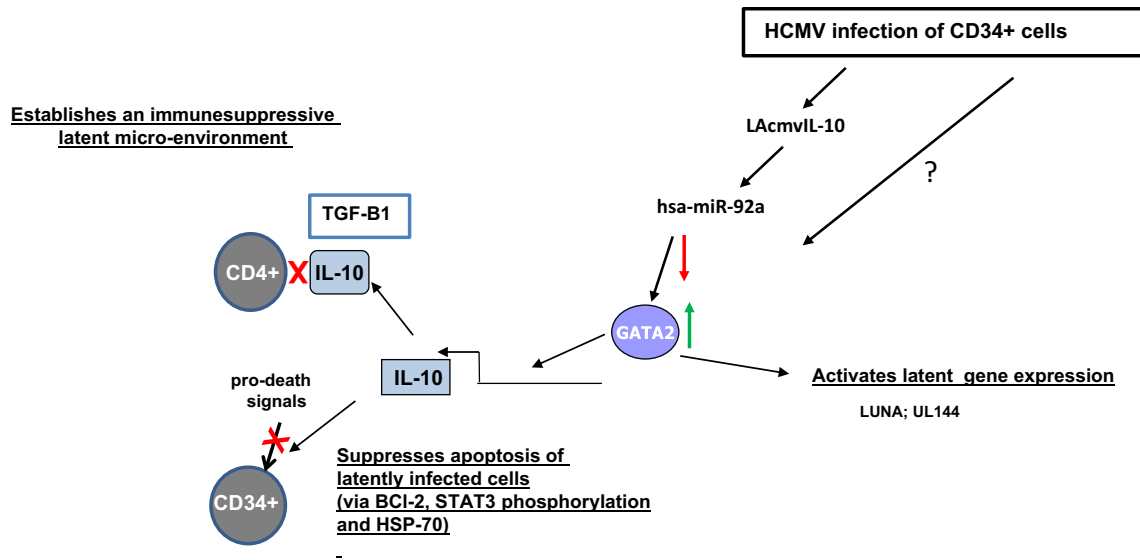 HCMV infection of CD34+ cells
Establishes an immunesuppressive
latent micro-environment
LAcmvIL-10
?
hsa-miR-92a
TGF-B1
CD4+
X
IL-10
GATA2
IL-10
Activates latent gene expression
LUNA; UL144
pro-death
signals
X
CD34+
Suppresses apoptosis of
latently infected cells
(via BCl-2, STAT3 phosphorylation
and HSP-70)